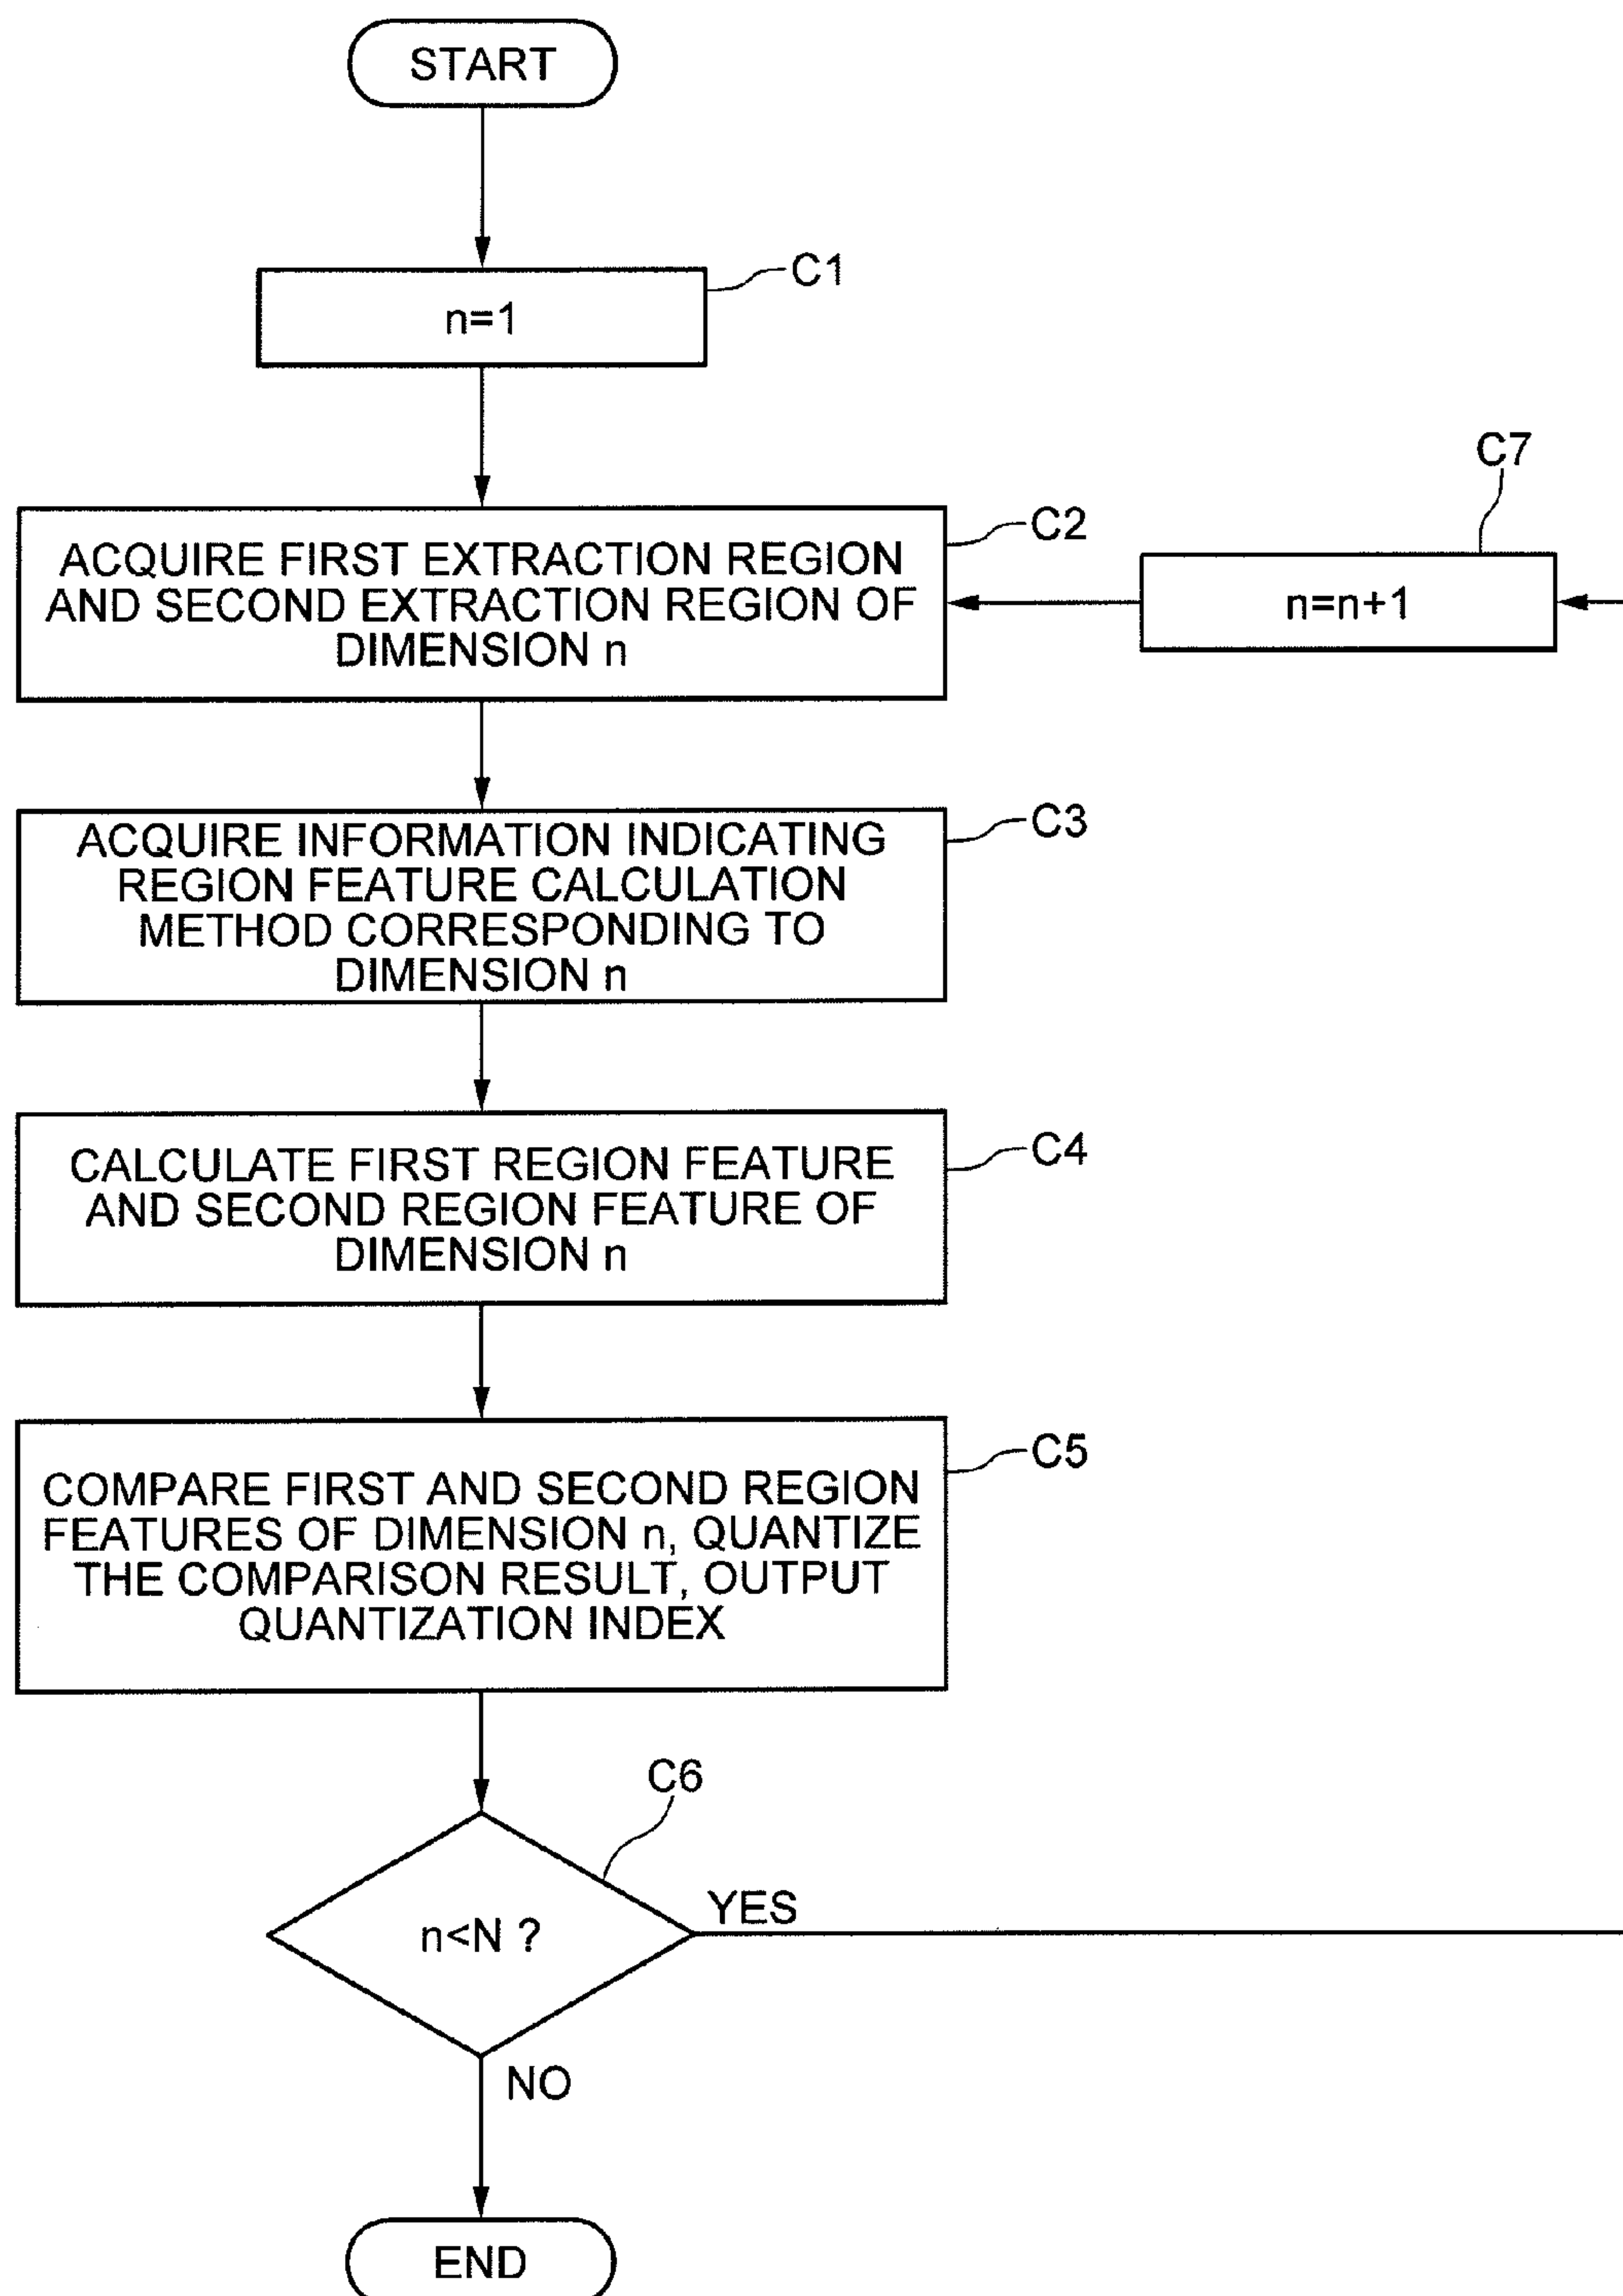 START
C1
n=1
C7
C2
ACQUIRE FIRST EXTRACTION REGION
AND SECOND EXTRACTION REGION OF
DIMENSION n
n=n+1
C3
ACQUIRE INFORMATION INDICATING
REGION FEATURE CALCULATION
METHOD CORRESPONDING TO
DIMENSION n
C4
CALCULATE FIRST REGION FEATURE
AND SECOND REGION FEATURE OF
DIMENSION n
C5
COMPARE FIRST AND SECOND REGION
FEATURES OF DIMENSION n, QUANTIZE
THE COMPARISON RESULT, OUTPUT
QUANTIZATION INDEX
C6
n<N ?
YES
NO
END